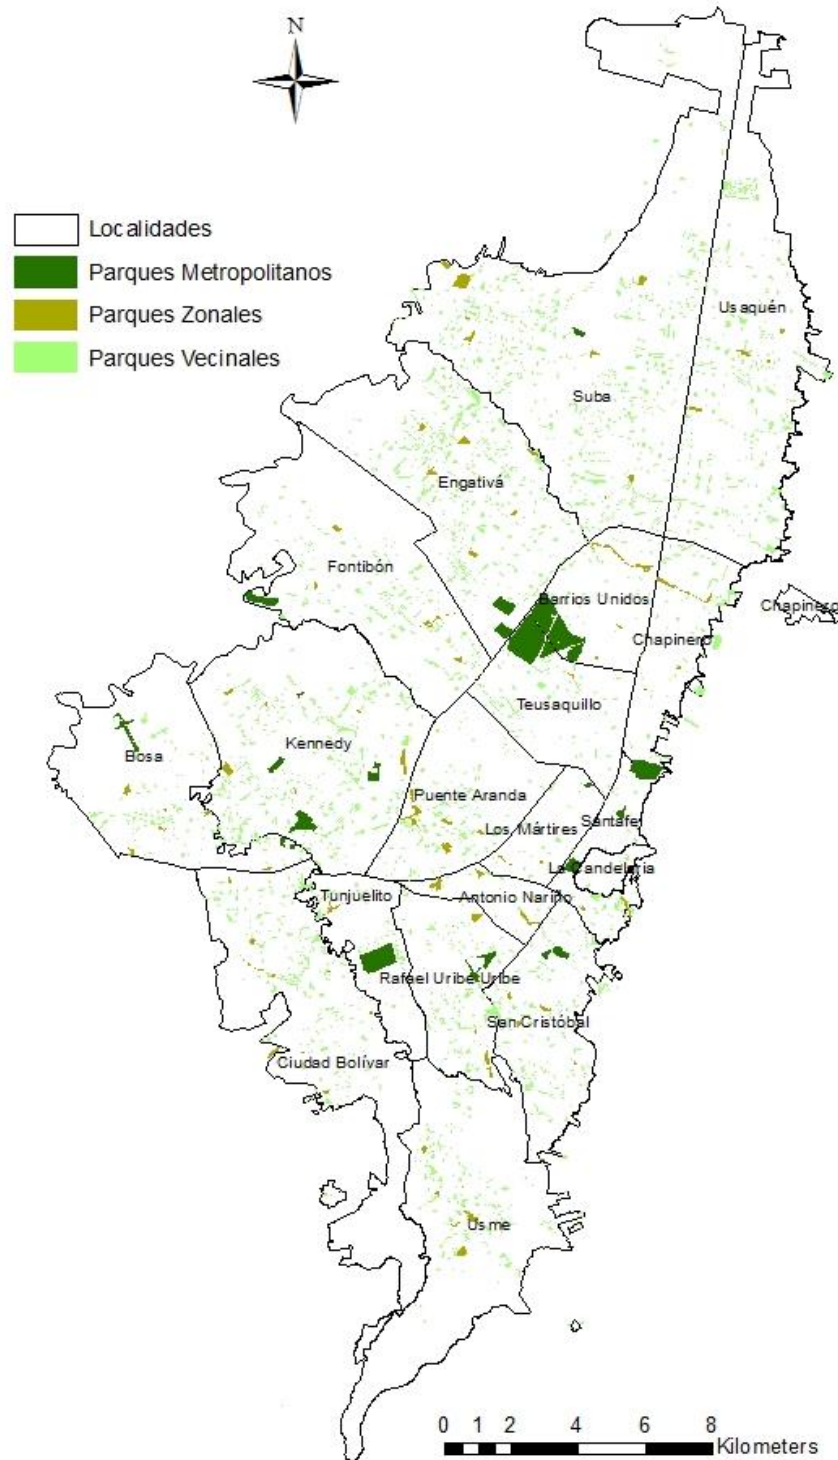 N
Localidades
Parques Metropolitanos
Parques Zonales
Parques Vecinales
Usaquén
Suba
Engativá
Fontibón
Barrios Unidos
Chapinero
Chapinero
Teusaquillo
Bosa
Kennedy
Puente Aranda
Los Mártires
Santafe
La Candelaria
Tunjuelito
Antonio Nariño
Rafael Uribe Uribe
San Cristóbal
Ciudad Bolívar
Usme
0 1 2 4 6 8
Kilometers